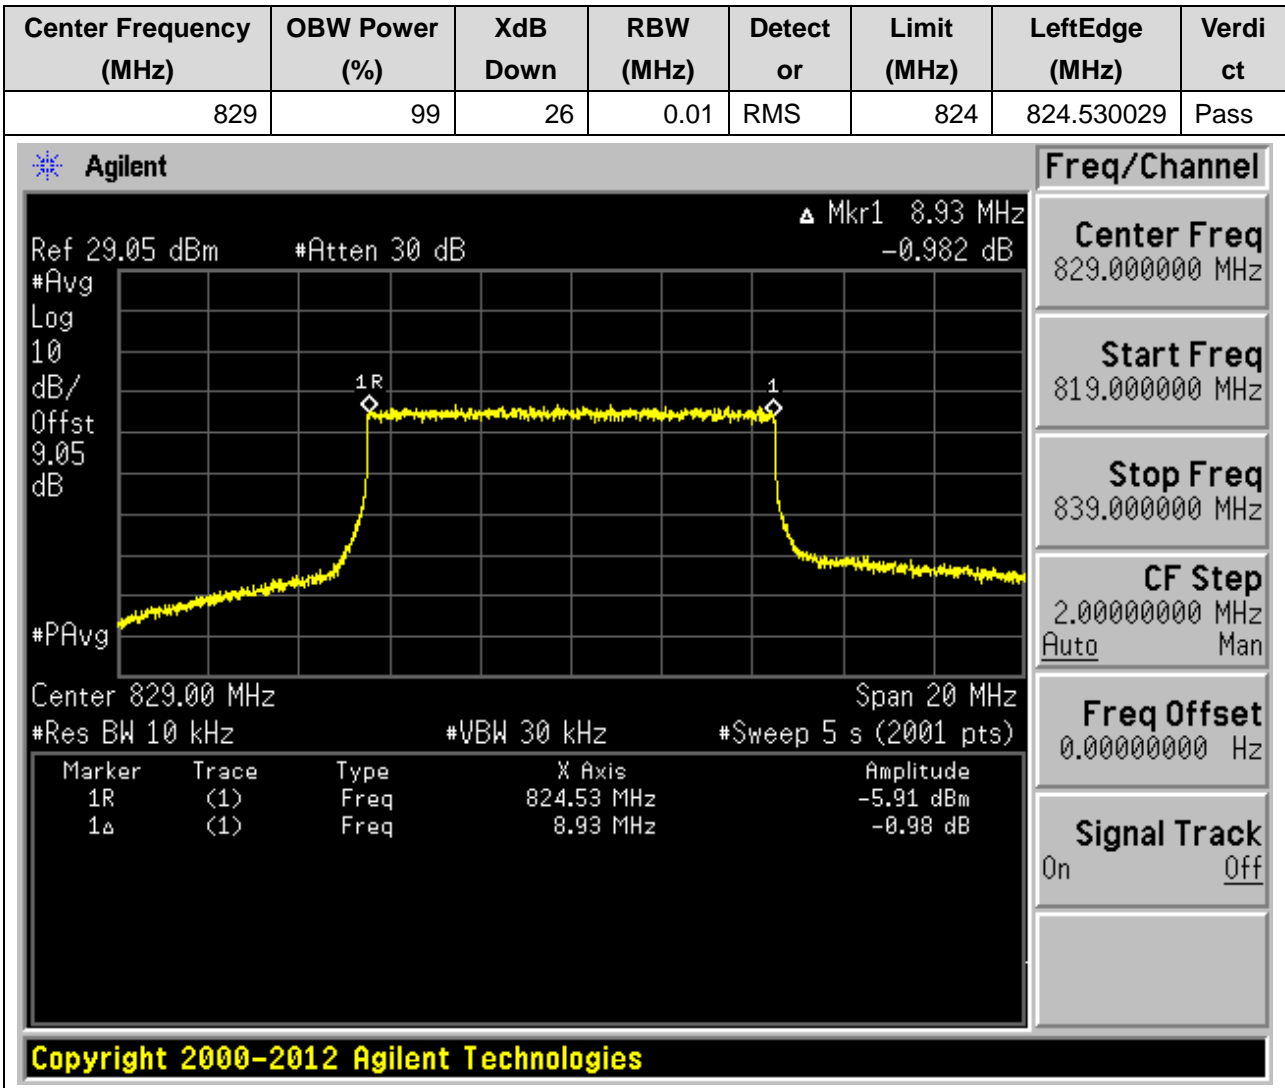 Center Frequency (MHz) OBW Power (%) XdB Down RBW (MHz) Detect or Limit (MHz) LeftEdge (MHz) Verdi ct
829 99 26 0.01 RMS 824 824.530029 Pass
Agilent
Freq/Channel
Δ Mkr1 8.93 MHz
Ref 29.05 dBm #Atten 30 dB -0.982 dB
#Avg
Log
10
dB/
Offst
9.05
dB
#PAvg
1R
1
Center 829.00 MHz Span 20 MHz
#Res BW 10 kHz #VBW 30 kHz #Sweep 5 s (2001 pts)
Marker Trace Type X Axis Amplitude
1R (1) Freq 824.53 MHz -5.91 dBm
1Δ (1) Freq 8.93 MHz -0.98 dB
Center Freq
829.000000 MHz
Start Freq
819.000000 MHz
Stop Freq
839.000000 MHz
CF Step
2.00000000 MHz
Auto Man
Freq Offset
0.00000000 Hz
Signal Track
On Off
Copyright 2000-2012 Agilent Technologies